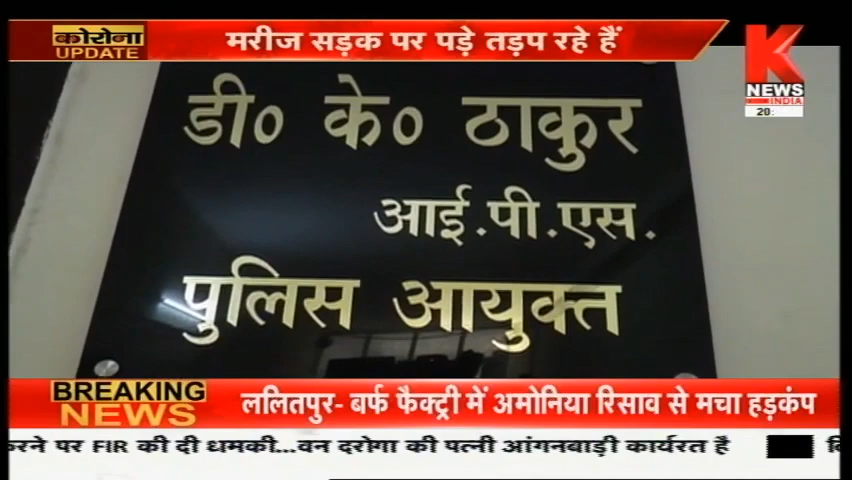 कोरोना
UPDATE
मरीज सड़क पर पड़े तड़प रहे हैं
K
NEWS
INDIA
20:
डी० के० ठाकुर
आई.पी.एस.
पुलिस आयुक्त
BREAKING
NEWS
ललितपुर- बर्फ फैक्ट्री में अमोनिया रिसाव से मचा हड़कंप
करने पर FIR की दी धमकी...वन दरोगा की पत्नी आंगनबाड़ी कार्यरत है